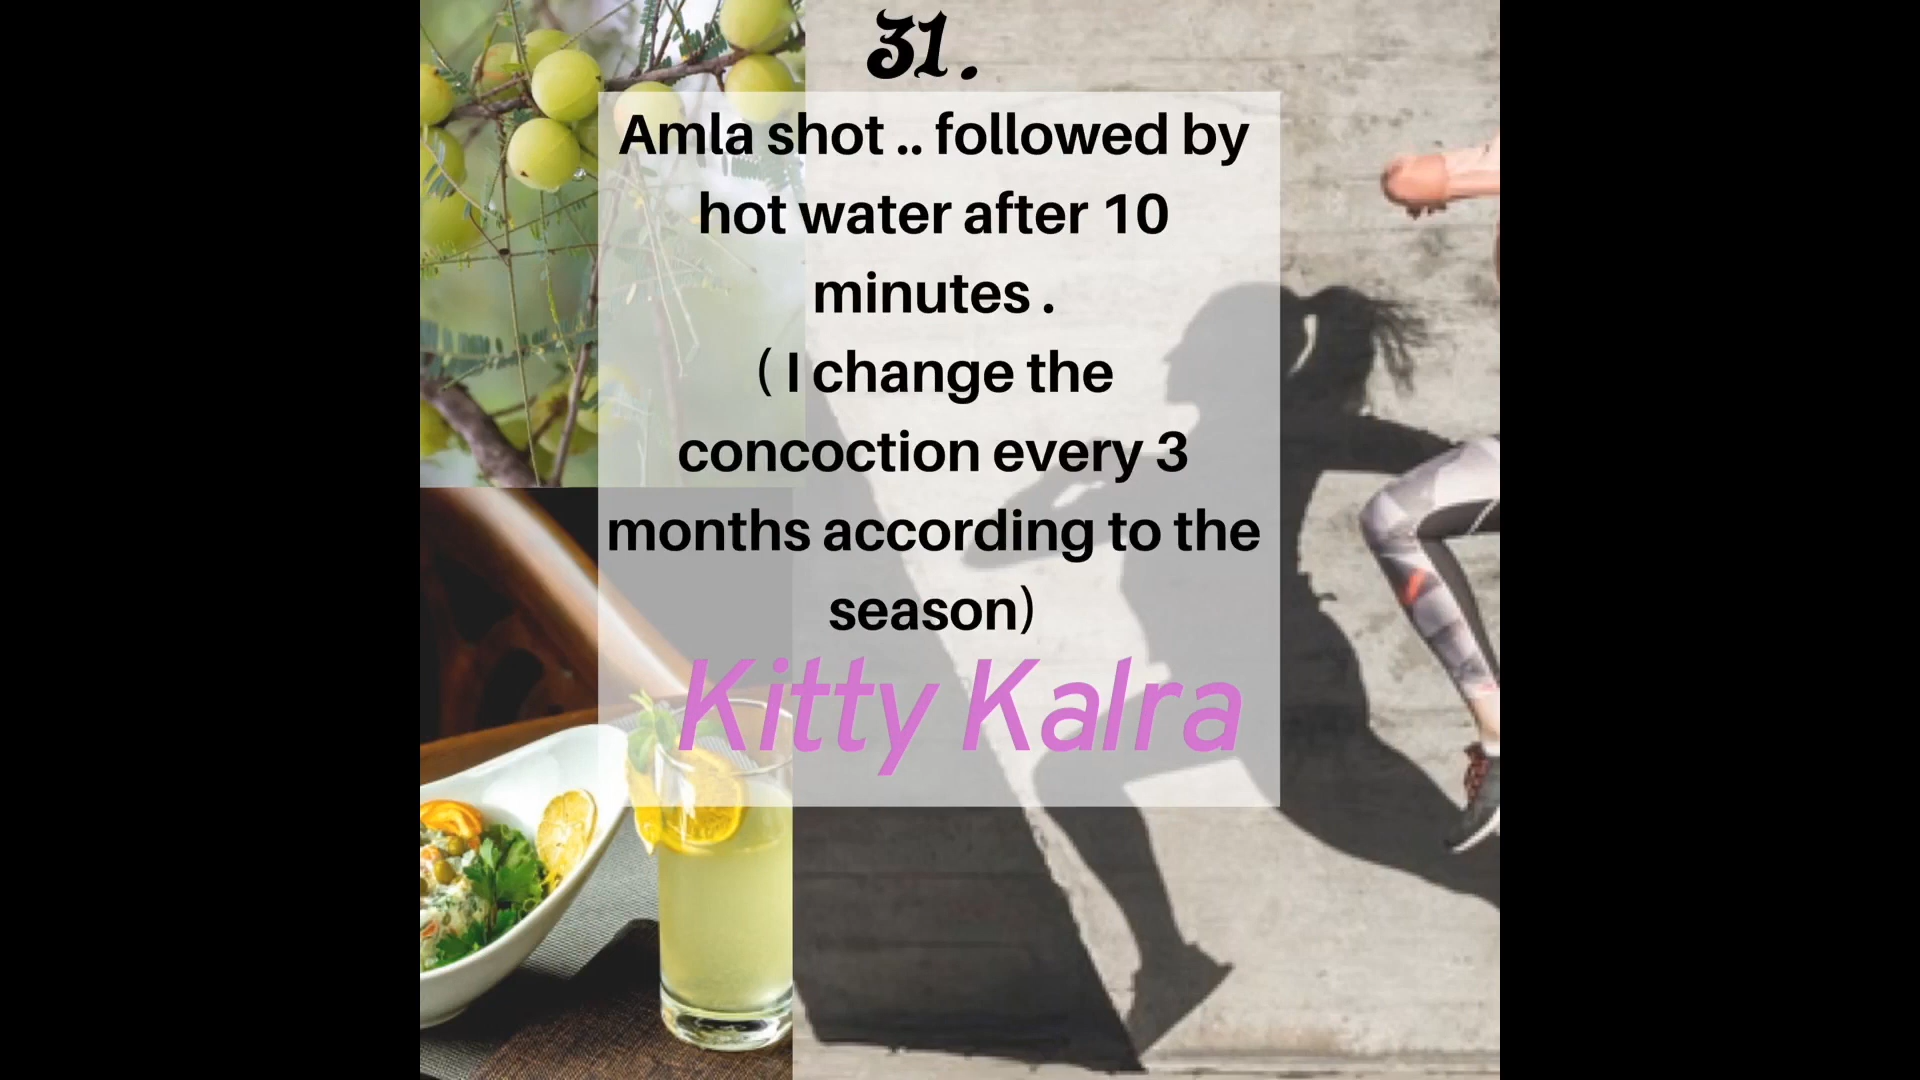 31.
Amla shot .. followed by
hot water after 10
minutes .
( I change the
concoction every 3
months according to the
season)
Kitty Kalra